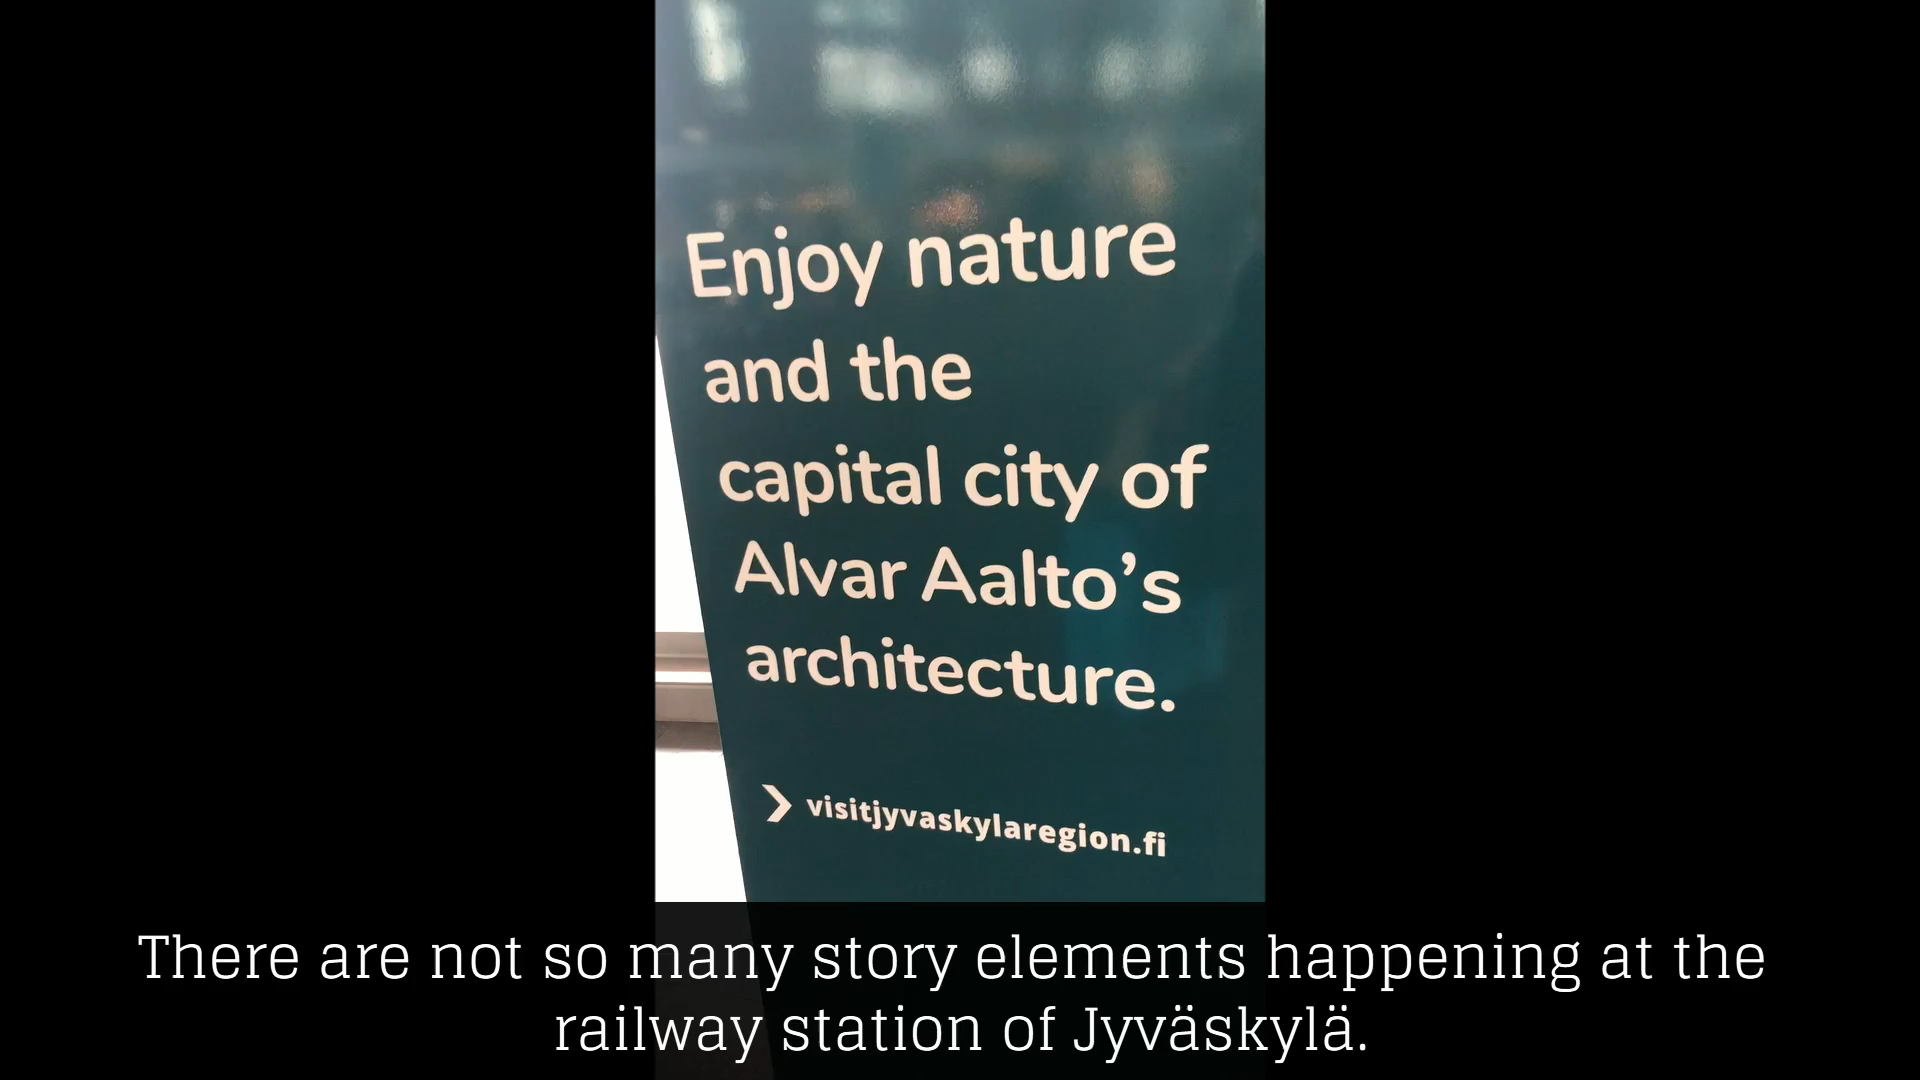 Enjoy nature
and the
capital city of
Alvar Aalto’s
architecture.
visitjyvaskylaregion.fi
There are not so many story elements happening at the
railway station of Jyväskylä.